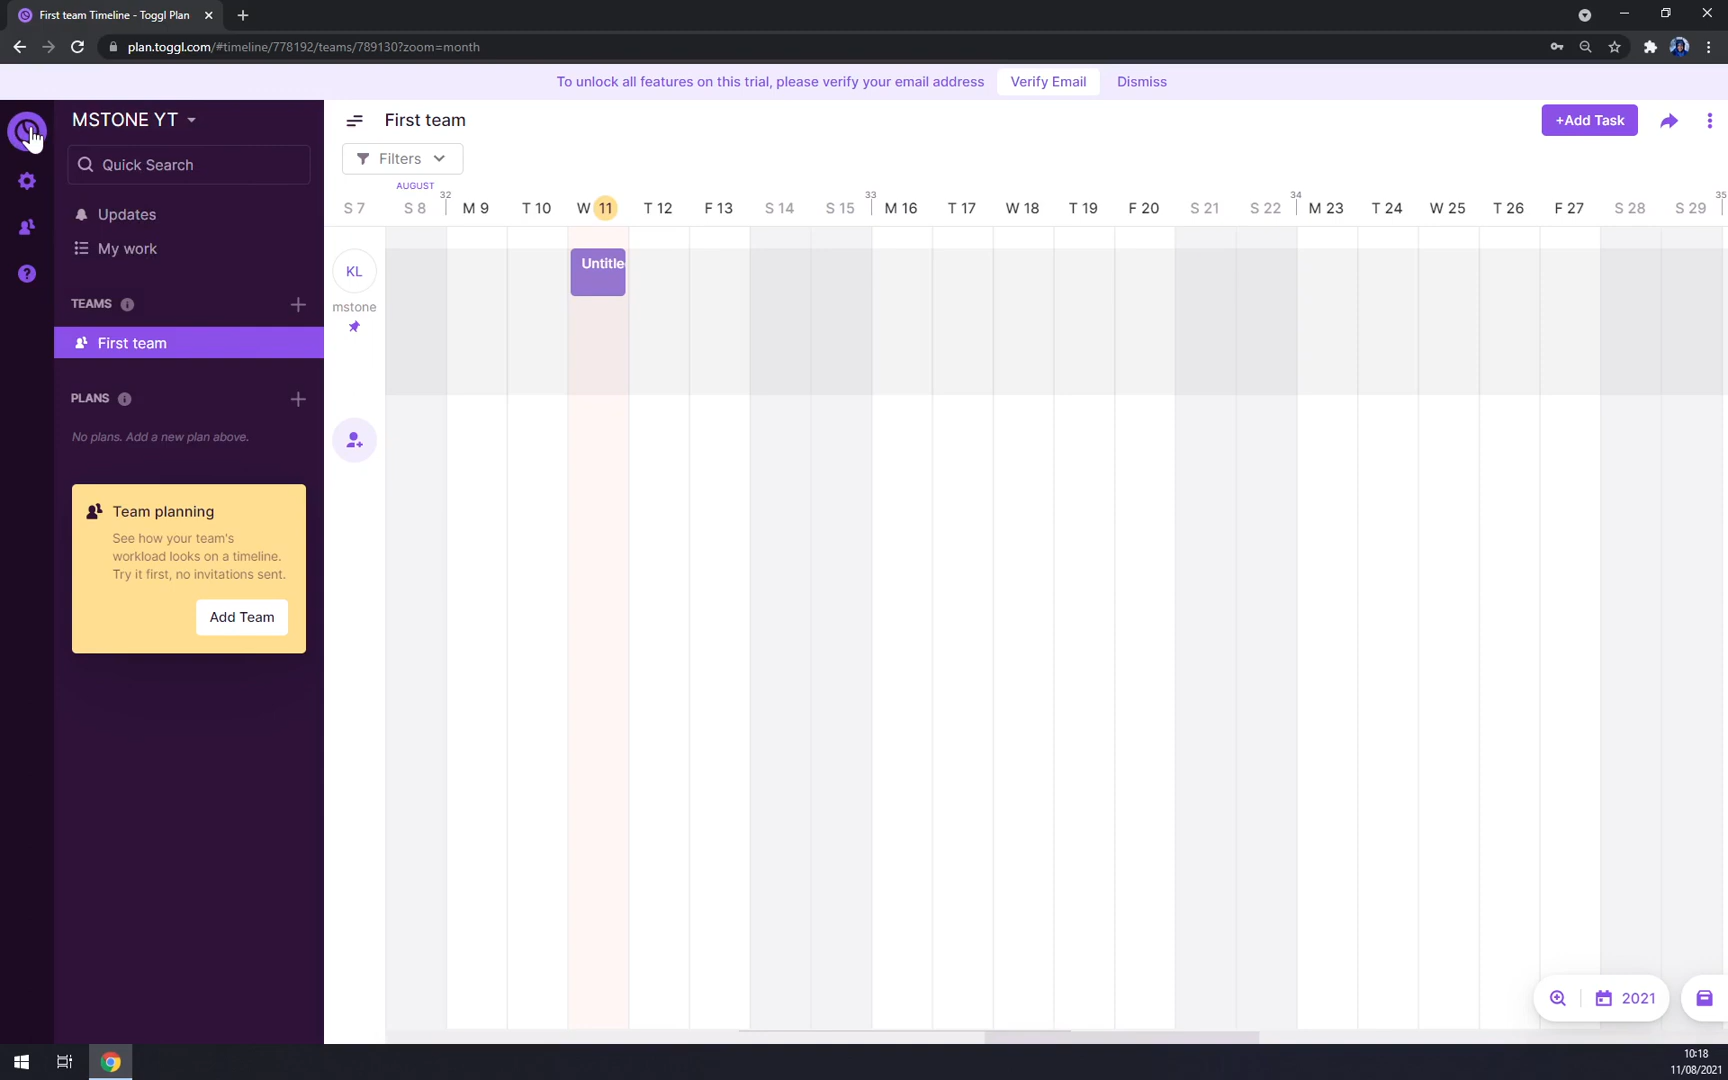 First team Timeline - Toggl Plan
plan.toggl.com/#timeline/778192/teams/789130?zoom=month
To unlock all features on this trial, please verify your email address Verify Email Dismiss
MSTONE YT
Quick Search
Updates
My work
TEAMS
First team
PLANS
No plans. Add a new plan above.
Team planning
See how your team's
workload looks on a timeline.
Try it first, no invitations sent.
Add Team
First team
+Add Task
Filters
AUGUST
32 33 34 35
S 7 S 8 M 9 T 10 W 11 T 12 F 13 S 14 S 15 M 16 T 17 W 18 T 19 F 20 S 21 S 22 M 23 T 24 W 25 T 26 F 27 S 28 S 29
KL
mstone
Untitle
2021
10:18
11/08/2021